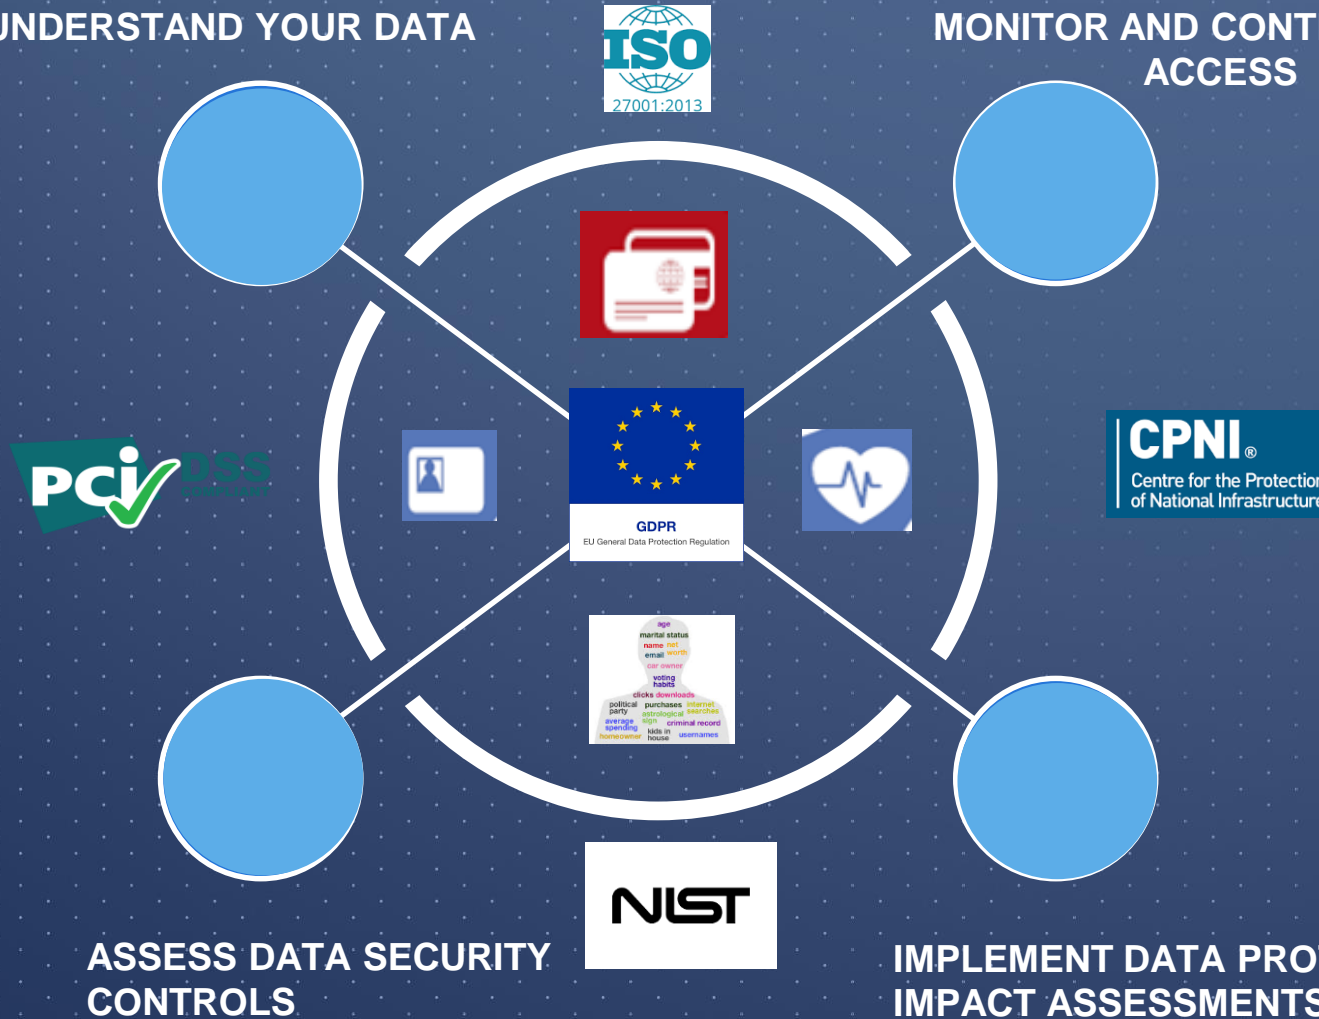 UNDERSTAND YOUR DATA
ISO
27001:2013
MONITOR AND CONT
ACCESS
PCi DSS
COMPLIANT
GDPR
EU General Data Protection Regulation
CPNI®
Centre for the Protection
of National Infrastructure
age
marital status
name net
email worth
car owner
voting
habits
clicks downloads
political purchases internet
party astrological searches
average sign criminal record
spending kids in
homeowner house usernames
NIST
ASSESS DATA SECURITY
CONTROLS
IMPLEMENT DATA PRO
IMPACT ASSESSMENTS